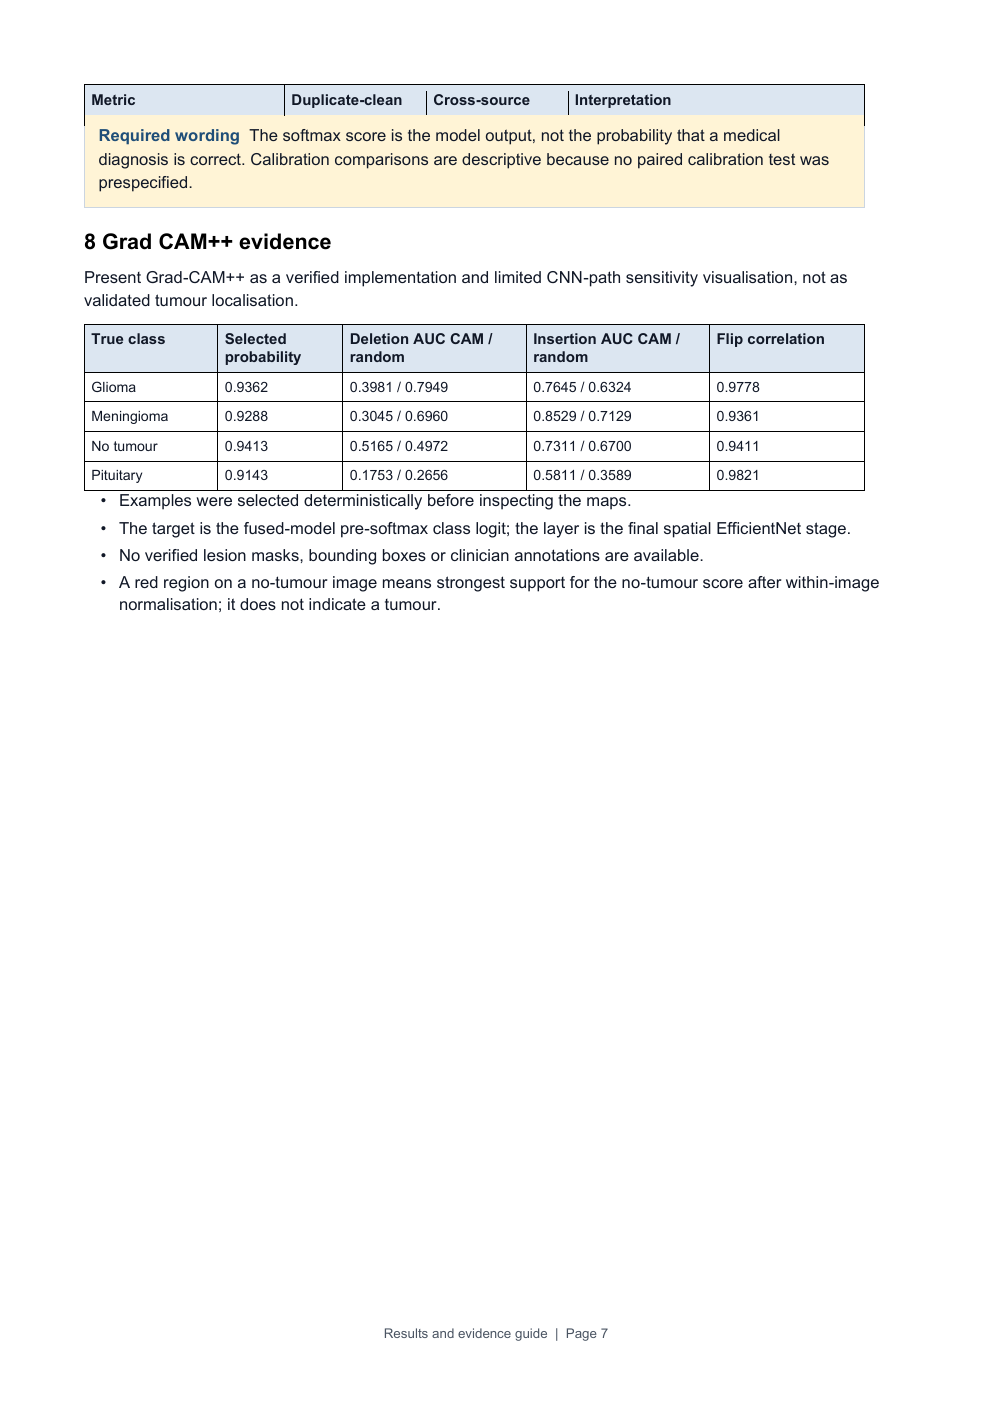 Metric Duplicate-clean Cross-source Interpretation
Required wording The softmax score is the model output, not the probability that a medical
diagnosis is correct. Calibration comparisons are descriptive because no paired calibration test was
prespecified.
8 Grad CAM++ evidence
Present Grad-CAM++ as a verified implementation and limited CNN-path sensitivity visualisation, not as
validated tumour localisation.
True class Selected probability Deletion AUC CAM / random Insertion AUC CAM / random Flip correlation
Glioma 0.9362 0.3981 / 0.7949 0.7645 / 0.6324 0.9778
Meningioma 0.9288 0.3045 / 0.6960 0.8529 / 0.7129 0.9361
No tumour 0.9413 0.5165 / 0.4972 0.7311 / 0.6700 0.9411
Pituitary 0.9143 0.1753 / 0.2656 0.5811 / 0.3589 0.9821
• Examples were selected deterministically before inspecting the maps.
• The target is the fused-model pre-softmax class logit; the layer is the final spatial EfficientNet stage.
• No verified lesion masks, bounding boxes or clinician annotations are available.
• A red region on a no-tumour image means strongest support for the no-tumour score after within-image
normalisation; it does not indicate a tumour.
Results and evidence guide | Page 7